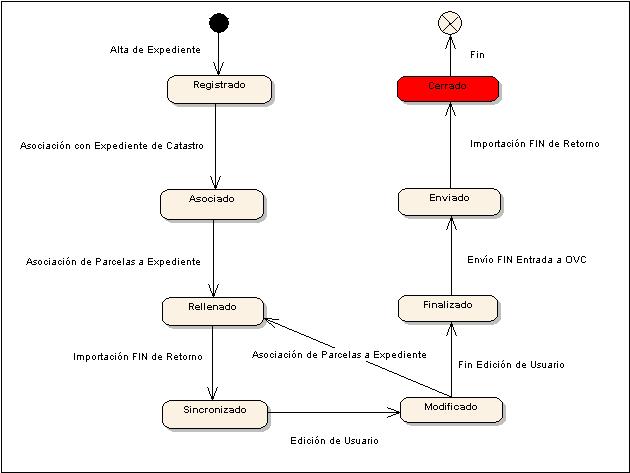 Alta de Expediente
Registrado
Asociación con Expediente de Catastro
Asociado
Asociación de Parcelas a Expediente
Rellenado
Importación FIN de Retorno
Sincronizado
Edición de Usuario
Asociación de Parcelas a Expediente
Modificado
Fin Edición de Usuario
Finalizado
Envío FIN Entrada a OVC
Enviado
Importación FIN de Retorno
Cerrado
Fin